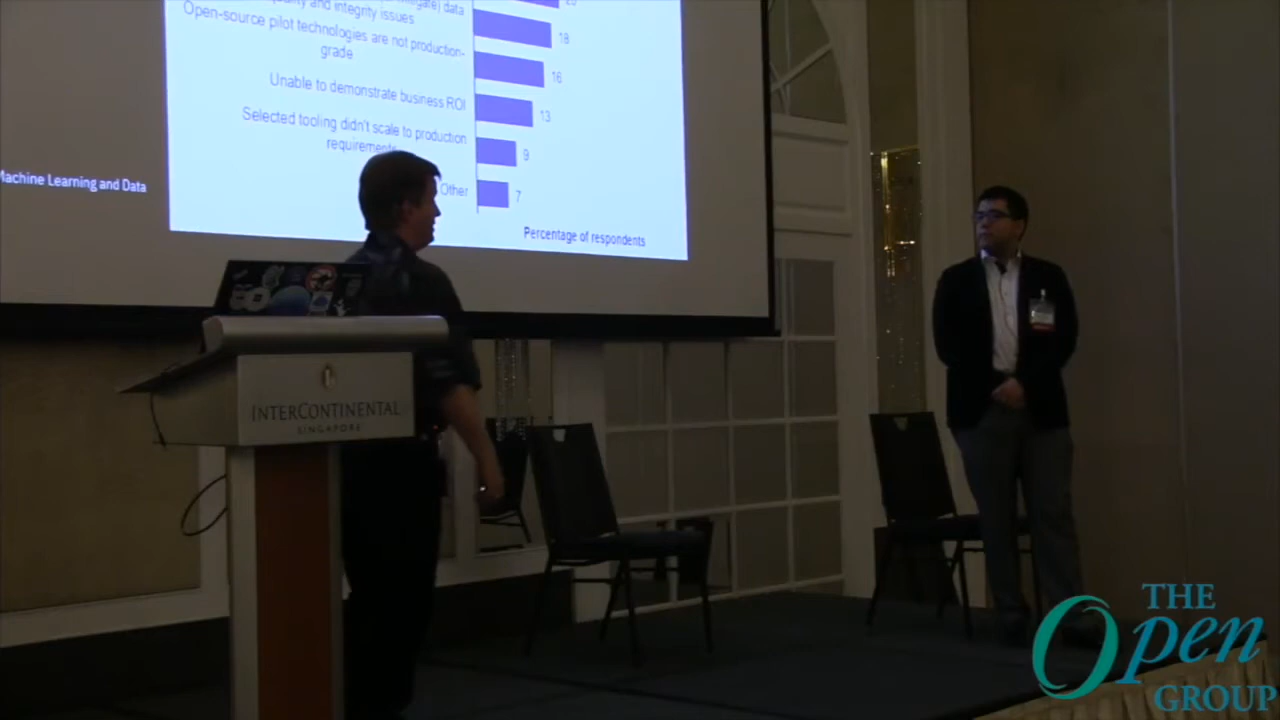 data
quality and integrity issues
Open-source pilot technologies are not production-
grade
18
16
Unable to demonstrate business ROI
13
Selected tooling didn't scale to production
requirements
9
Other
7
Machine Learning and Data
Percentage of respondents
INTERCONTINENTAL
SINGAPORE
THE
Open
GROUP